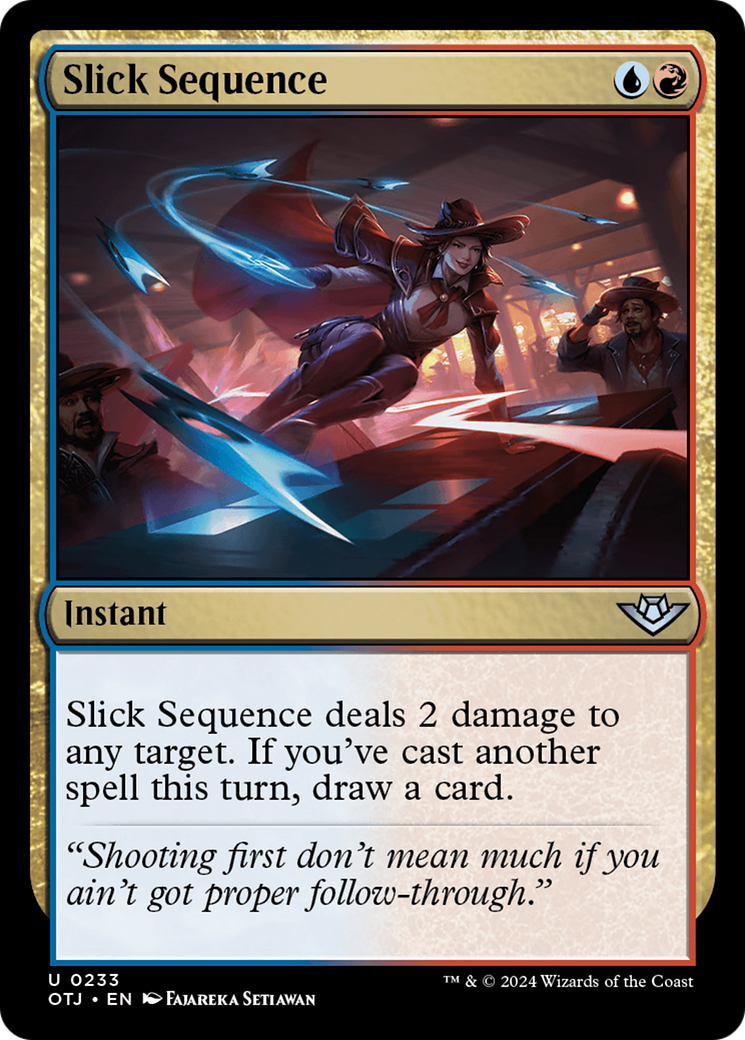 Slick Sequence
Instant
Slick Sequence deals 2 damage to
any target. If you’ve cast another
spell this turn, draw a card.
“Shooting first don’t mean much if you
ain’t got proper follow-through.”
U 0233
OTJ • EN Fajareka Setiawan
™ & © 2024 Wizards of the Coast